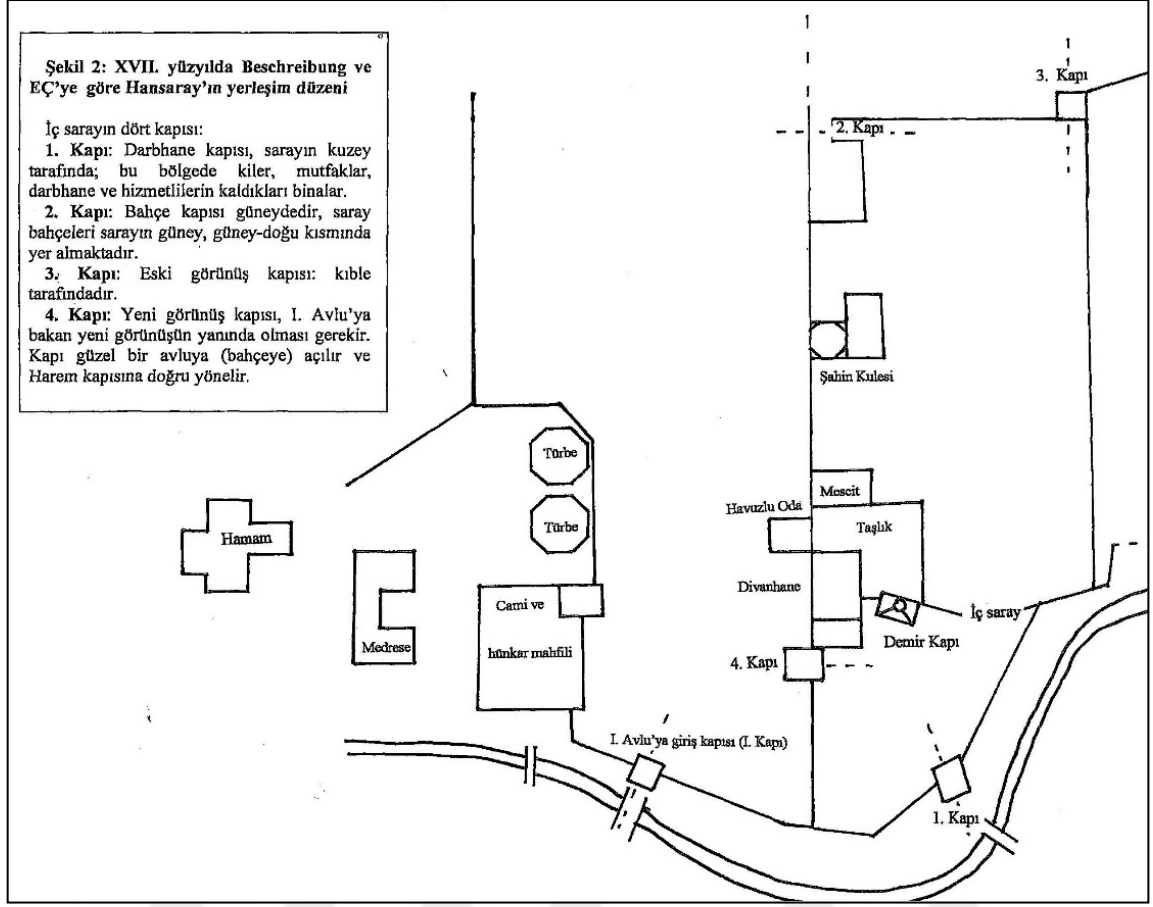 Şekil 2: XVII. yüzyılda Beschreibung ve
EÇ'ye göre Hansaray'ın yerleşim düzeni
İç sarayın dört kapısı:
1. Kapı: Darbhane kapısı, sarayın kuzey
tarafında; bu bölgede kiler, mutfaklar,
darbhane ve hizmetlilerin kaldıkları binalar.
2. Kapı: Bahçe kapısı güneydedir, saray
bahçeleri sarayın güney, güney-doğu kısmında
yer almaktadır.
3. Kapı: Eski görünüş kapısı: kıble
tarafındadır.
4. Kapı: Yeni görünüş kapısı, I. Avlu'ya
bakan yeni görünüşün yanında olması gerekir.
Kapı güzel bir avluya (bahçeye) açılır ve
Harem kapısına doğru yönelir.
3. Kapı
2. Kapı
Şahin Kulesi
Türbe
Mescit
Havuzlu Oda
Türbe
Taşlık
Hamam
Divanhane
Cami ve
İç saray
Medrese
Demir Kapı
hünkar mahfili
4. Kapı
I. Avlu'ya giriş kapısı (I. Kapı)
1. Kapı